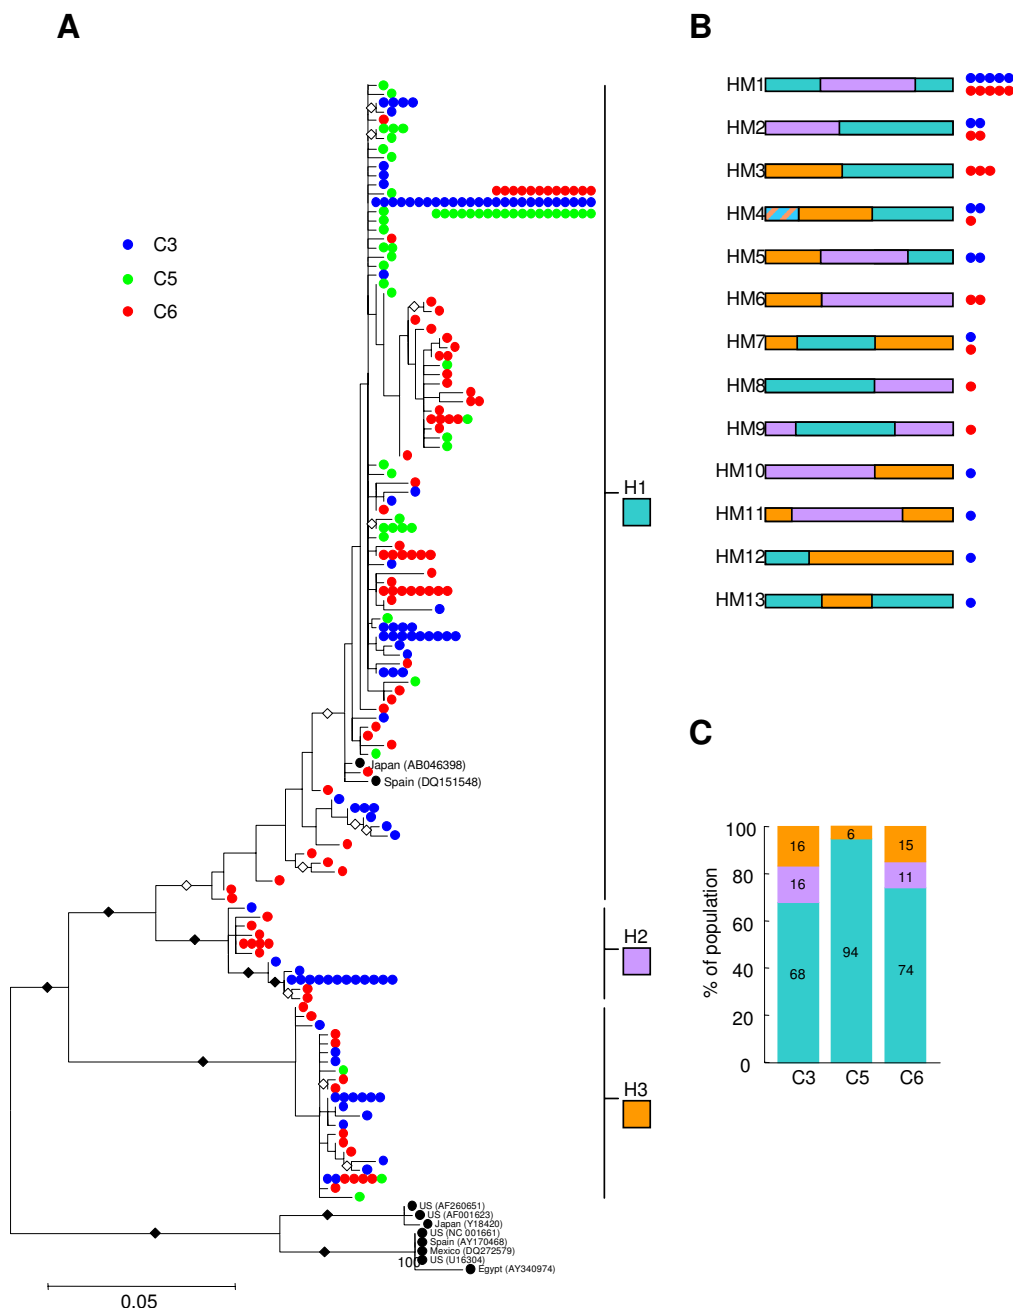 A
C3
C5
C6
H1
Japan (AB046398)
Spain (DQ151548)
H2
H3
US (AF260651)
US (AF001623)
Japan (Y18420)
US (NC 001661)
Spain (AY170468)
Mexico (DQ272579)
US (U16304)
100
Egypt (AY340974)
0.05
B
HM1
HM2
HM3
HM4
HM5
HM6
HM7
HM8
HM9
HM10
HM11
HM12
HM13
C
% of population
100
80
60
40
20
0
16
16
68
6
94
15
11
74
C3
C5
C6